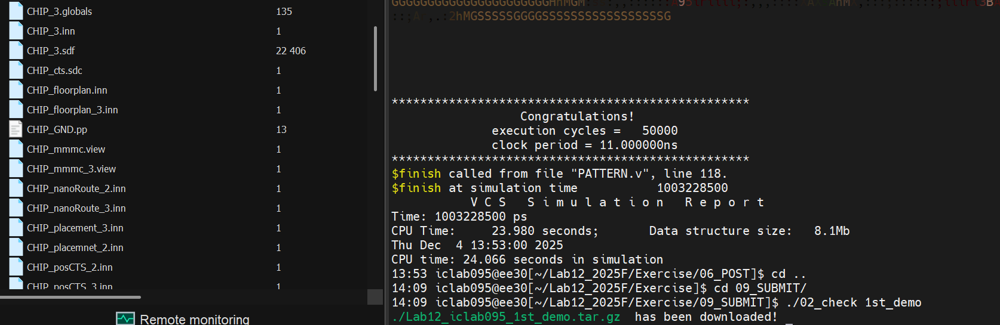 CHIP_3.globals 135
CHIP_3.inn 1
CHIP_3.sdf 22 406
CHIP_cts.sdc 1
CHIP_floorplan.inn 1
CHIP_floorplan_3.inn 1
CHIP_GND.pp 13
CHIP_mmmc.view 1
CHIP_mmmc_3.view 1
CHIP_nanoRoute_2.inn 1
CHIP_nanoRoute_3.inn 1
CHIP_placement_3.inn 1
CHIP_placemnet_2.inn 1
CHIP_posCTS_2.inn 1
CHIP_posCTS_3.inn 1
Remote monitoring
**************************************************
Congratulations!
execution cycles = 50000
clock period = 11.000000ns
**************************************************
$finish called from file "PATTERN.v", line 118.
$finish at simulation time 1003228500
V C S S i m u l a t i o n R e p o r t
Time: 1003228500 ps
CPU Time: 23.980 seconds; Data structure size: 8.1Mb
Thu Dec 4 13:53:00 2025
CPU time: 24.066 seconds in simulation
13:53 iclab095@ee30[~/Lab12_2025F/Exercise/06_POST]$ cd ..
14:09 iclab095@ee30[~/Lab12_2025F/Exercise]$ cd 09_SUBMIT/
14:09 iclab095@ee30[~/Lab12_2025F/Exercise/09_SUBMIT]$ ./02_check 1st_demo
./Lab12_iclab095_1st_demo.tar.gz has been downloaded!